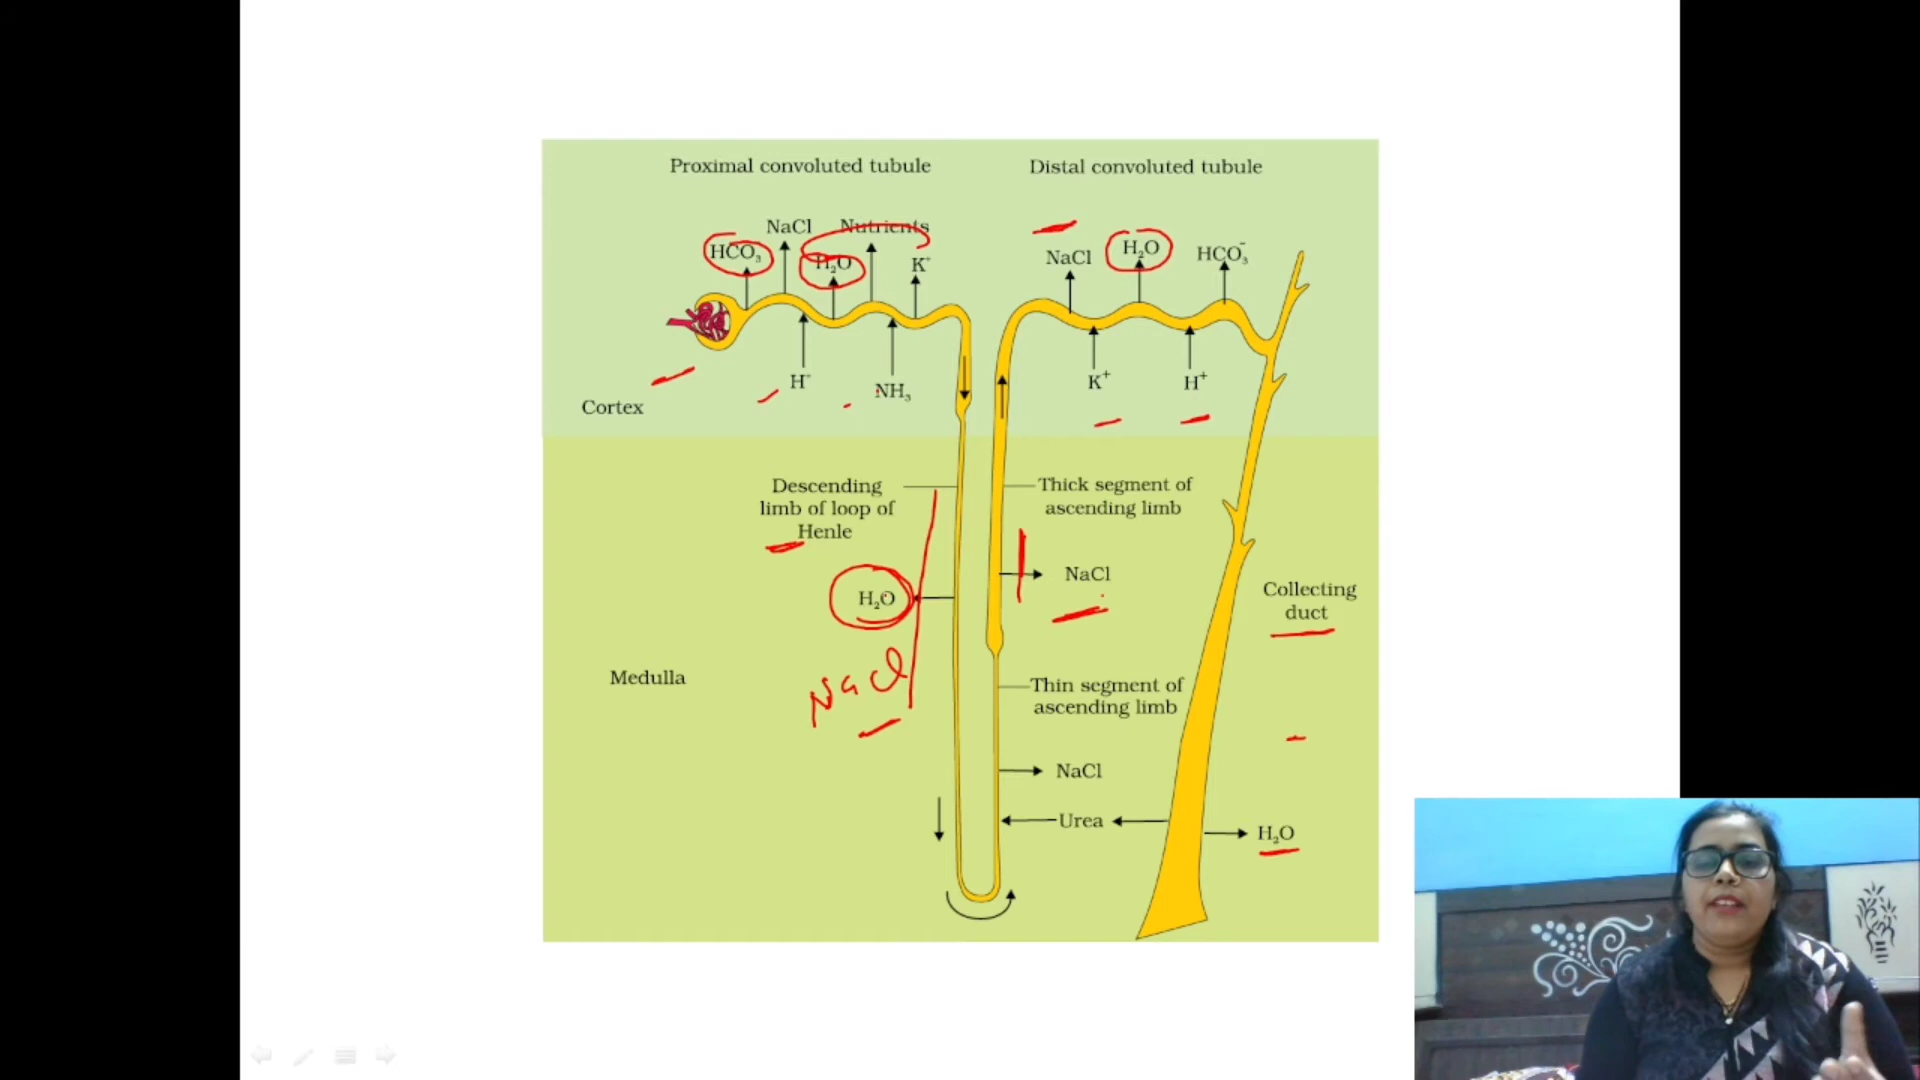 Proximal convoluted tubule
Distal convoluted tubule
NaCl
Nutrients
HCO₃
H₂O
K⁺
NaCl
H₂O
HCO₃⁻
H⁺
NH₃
K⁺
H⁺
Cortex
Descending
limb of loop of
Henle
Thick segment of
ascending limb
H₂O
NaCl
Collecting
duct
NaCl
Medulla
Thin segment of
ascending limb
NaCl
Urea
H₂O